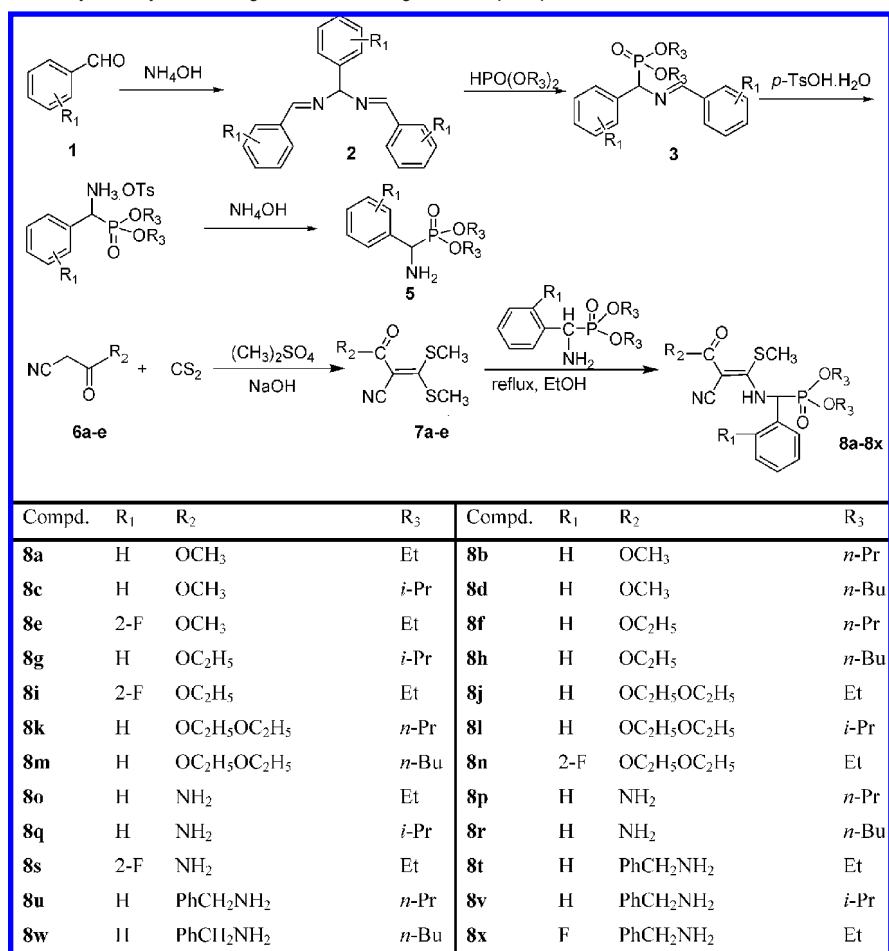 CHO
R1
1
NH4OH
R1
R1
N N
R1
2
HPO(OR3)2
O OR3
P OR3
R1
N
R1
3
p-TsOH.H2O
NH3.OTs
P OR3
OR3
O
R1
NH4OH
R1
O
P OR3
OR3
NH2
5
NC R2
O
6a-e
+ CS2
(CH3)2SO4
NaOH
O
R2 SCH3
NC SCH3
7a-e
R1
H O
C P OR3
OR3
NH2
reflux, EtOH
O
R2 SCH3
NC HN P OR3
OR3
O
R1
8a-8x
Compd. R1 R2 R3 Compd. R1 R2 R3
8a H OCH3 Et 8b H OCH3 n-Pr
8c H OCH3 i-Pr 8d H OCH3 n-Bu
8e 2-F OCH3 Et 8f H OC2H5 n-Pr
8g H OC2H5 i-Pr 8h H OC2H5 n-Bu
8i 2-F OC2H5 Et 8j H OC2H5OC2H5 Et
8k H OC2H5OC2H5 n-Pr 8l H OC2H5OC2H5 i-Pr
8m H OC2H5OC2H5 n-Bu 8n 2-F OC2H5OC2H5 Et
8o H NH2 Et 8p H NH2 n-Pr
8q H NH2 i-Pr 8r H NH2 n-Bu
8s 2-F NH2 Et 8t H PhCH2NH2 Et
8u H PhCH2NH2 n-Pr 8v H PhCH2NH2 i-Pr
8w H PhCH2NH2 n-Bu 8x F PhCH2NH2 Et